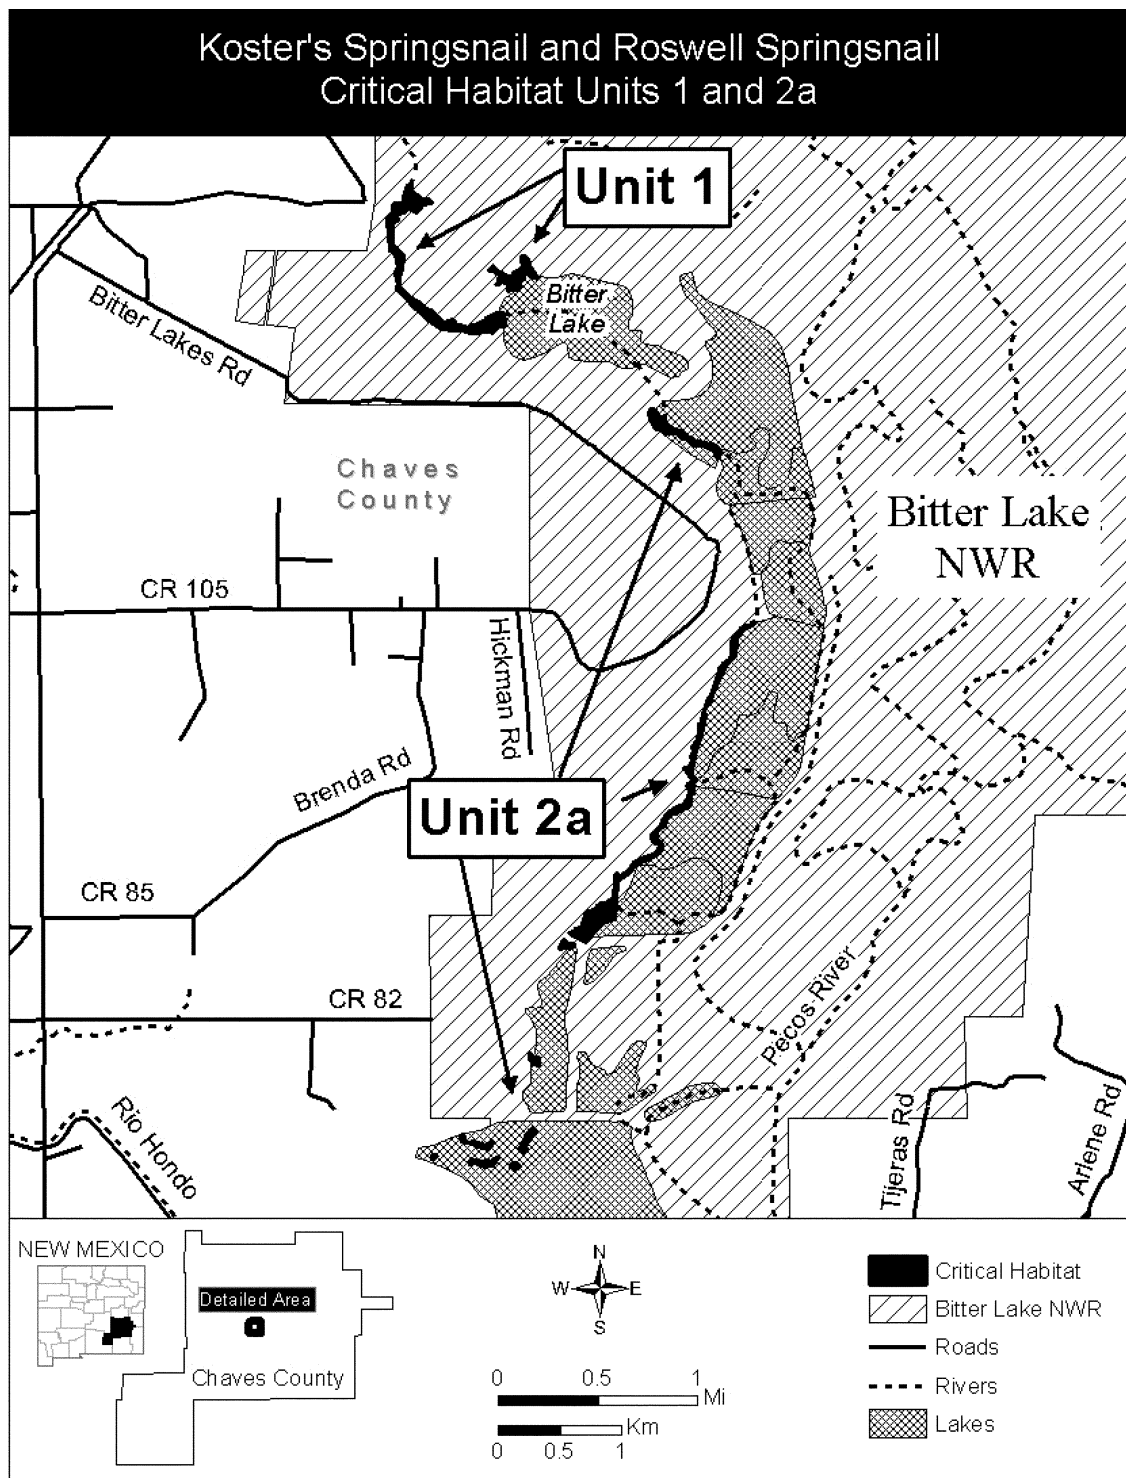 Koster's Springsnail and Roswell Springsnail
Critical Habitat Units 1 and 2a
Unit 1
Bitter
Lake
Bitter Lakes Rd
Chaves
County
Bitter Lake
NWR
CR 105
Hickman Rd
Brenda Rd
Unit 2a
CR 85
CR 82
Pecos River
Rio Hondo
Tijeras Rd
Arlene Rd
NEW MEXICO
Detailed Area
Chaves County
N
W E
S
0 0.5 1
Mi
Km
0 0.5 1
Critical Habitat
Bitter Lake NWR
Roads
Rivers
Lakes